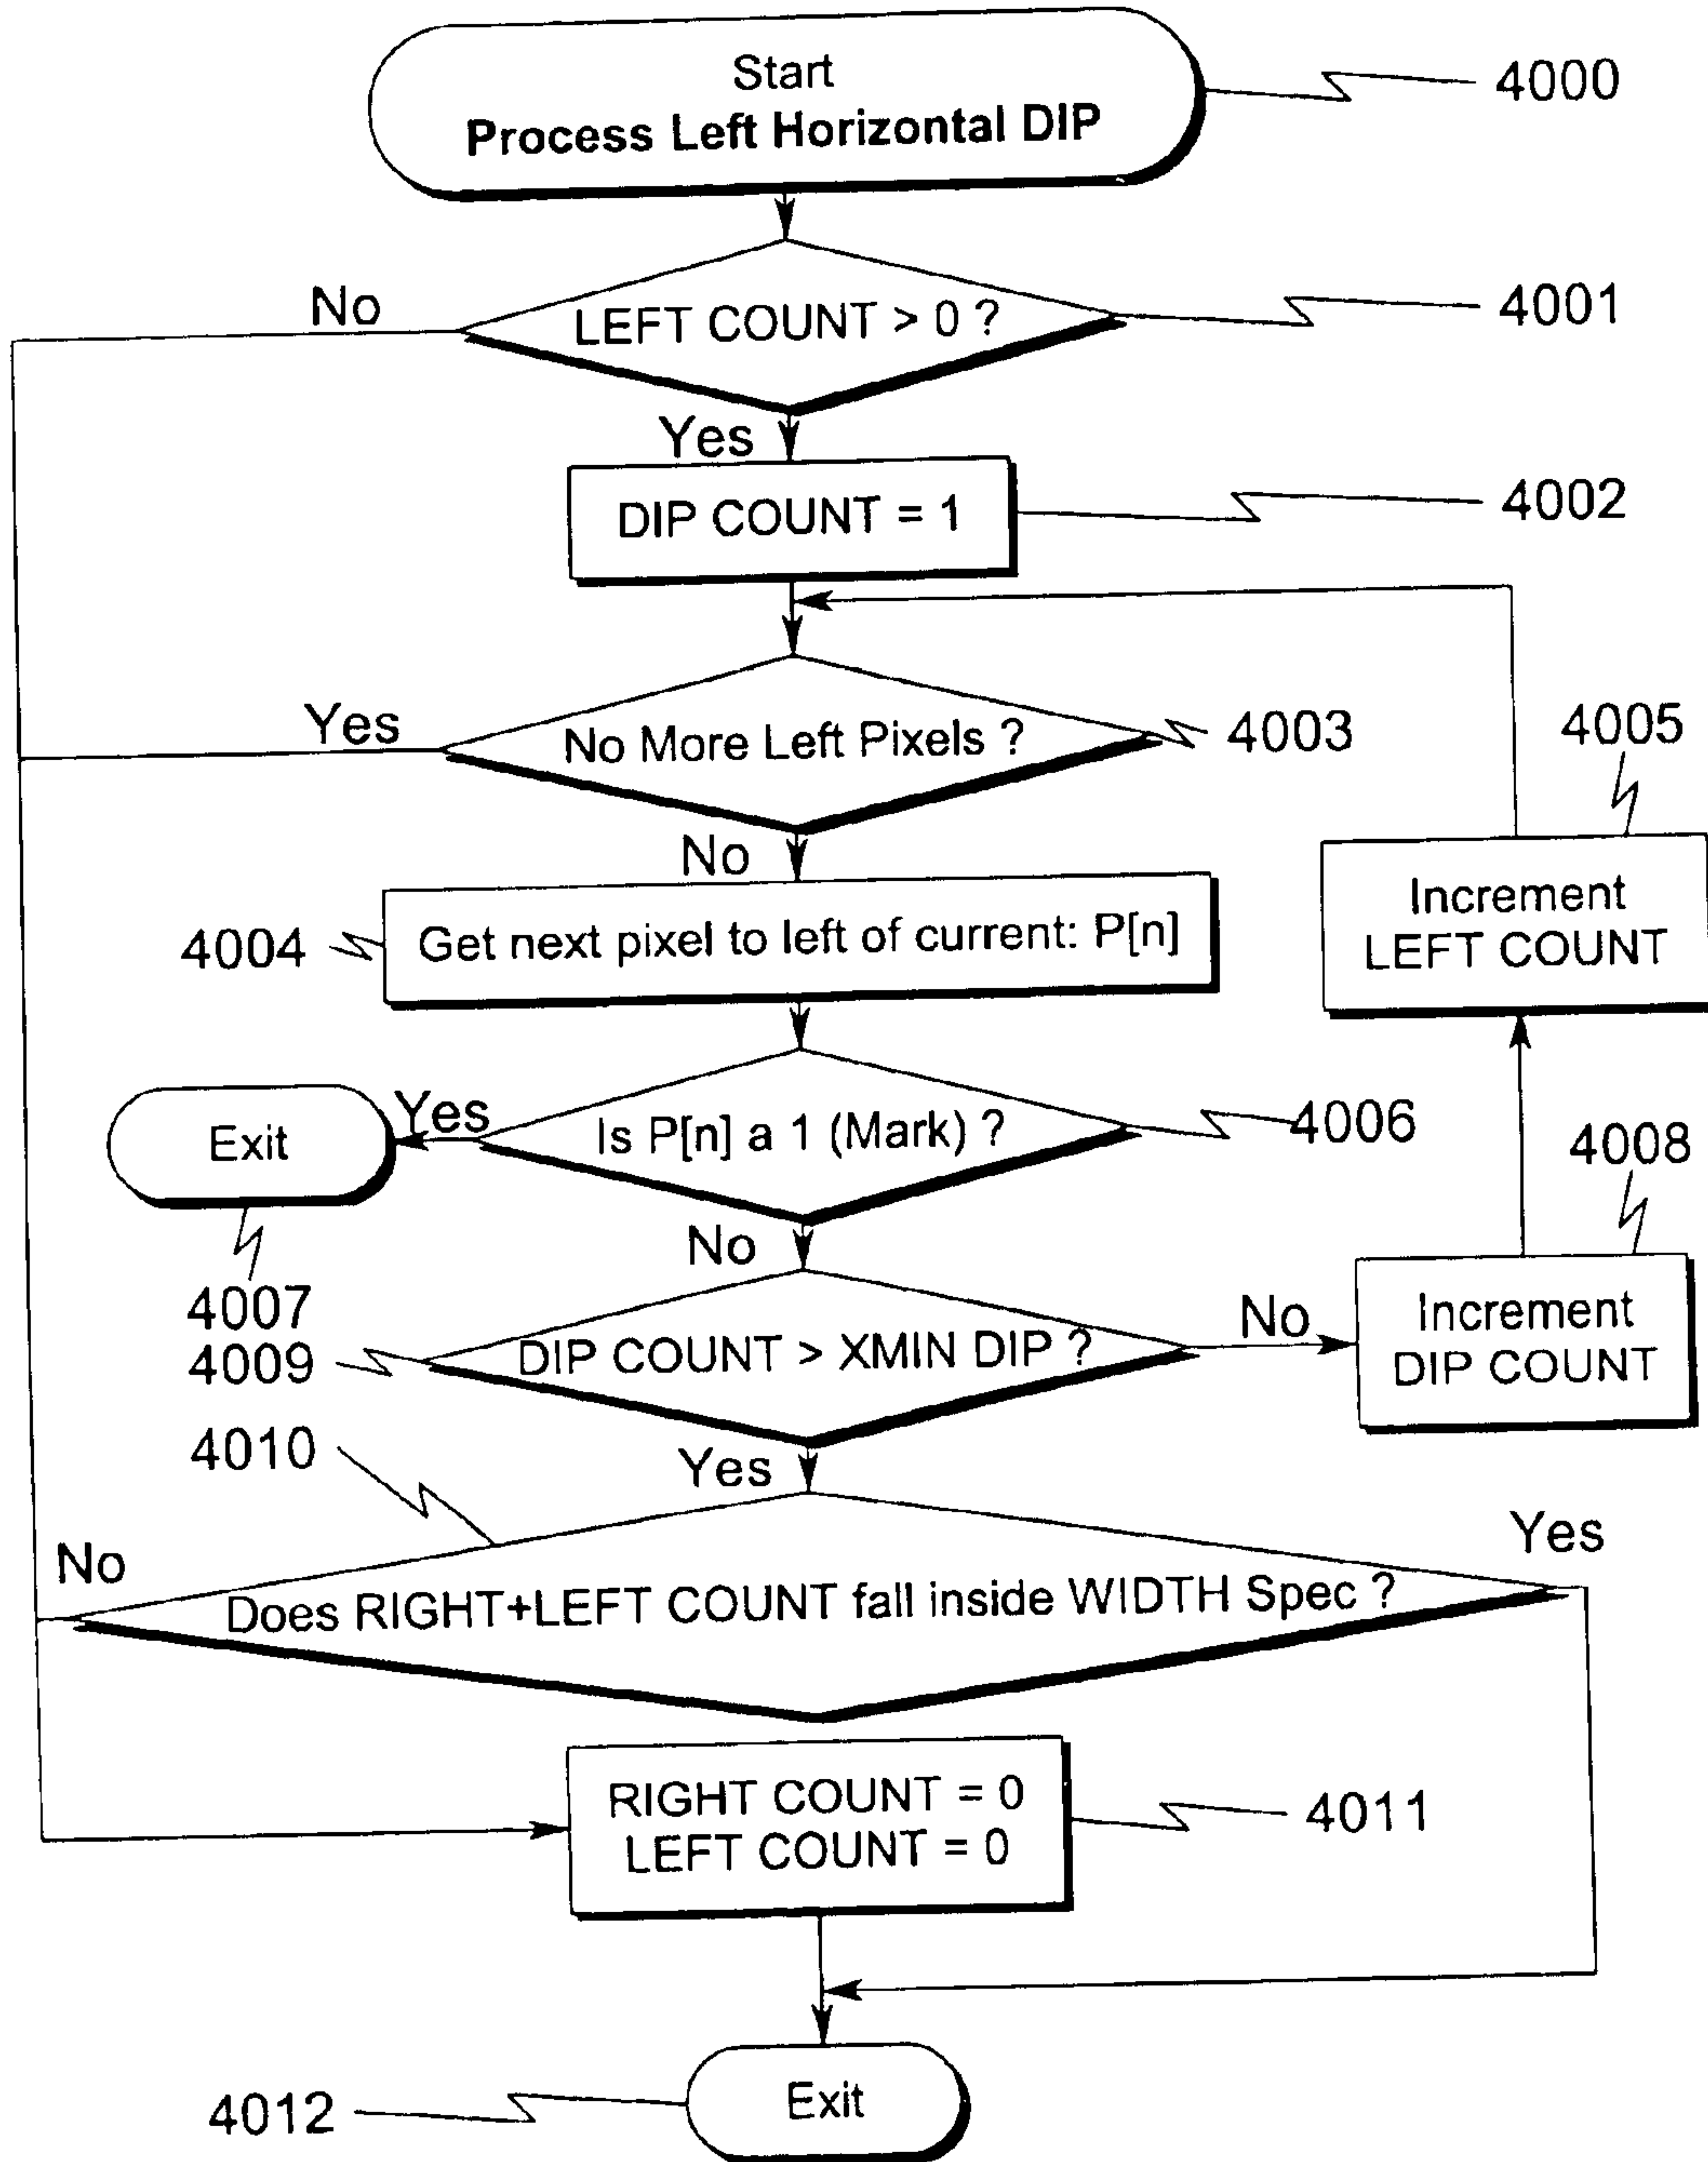 Start
Process Left Horizontal DIP
4000
No
LEFT COUNT > 0 ?
4001
Yes
DIP COUNT = 1
4002
Yes
No More Left Pixels ?
4003
4005
No
4004
Get next pixel to left of current: P[n]
Increment
LEFT COUNT
Exit
Yes
Is P[n] a 1 (Mark) ?
4006
4008
No
4007
4009
DIP COUNT > XMIN DIP ?
No
Increment
DIP COUNT
4010
Yes
No
Yes
Does RIGHT+LEFT COUNT fall inside WIDTH Spec ?
RIGHT COUNT = 0
LEFT COUNT = 0
4011
4012
Exit